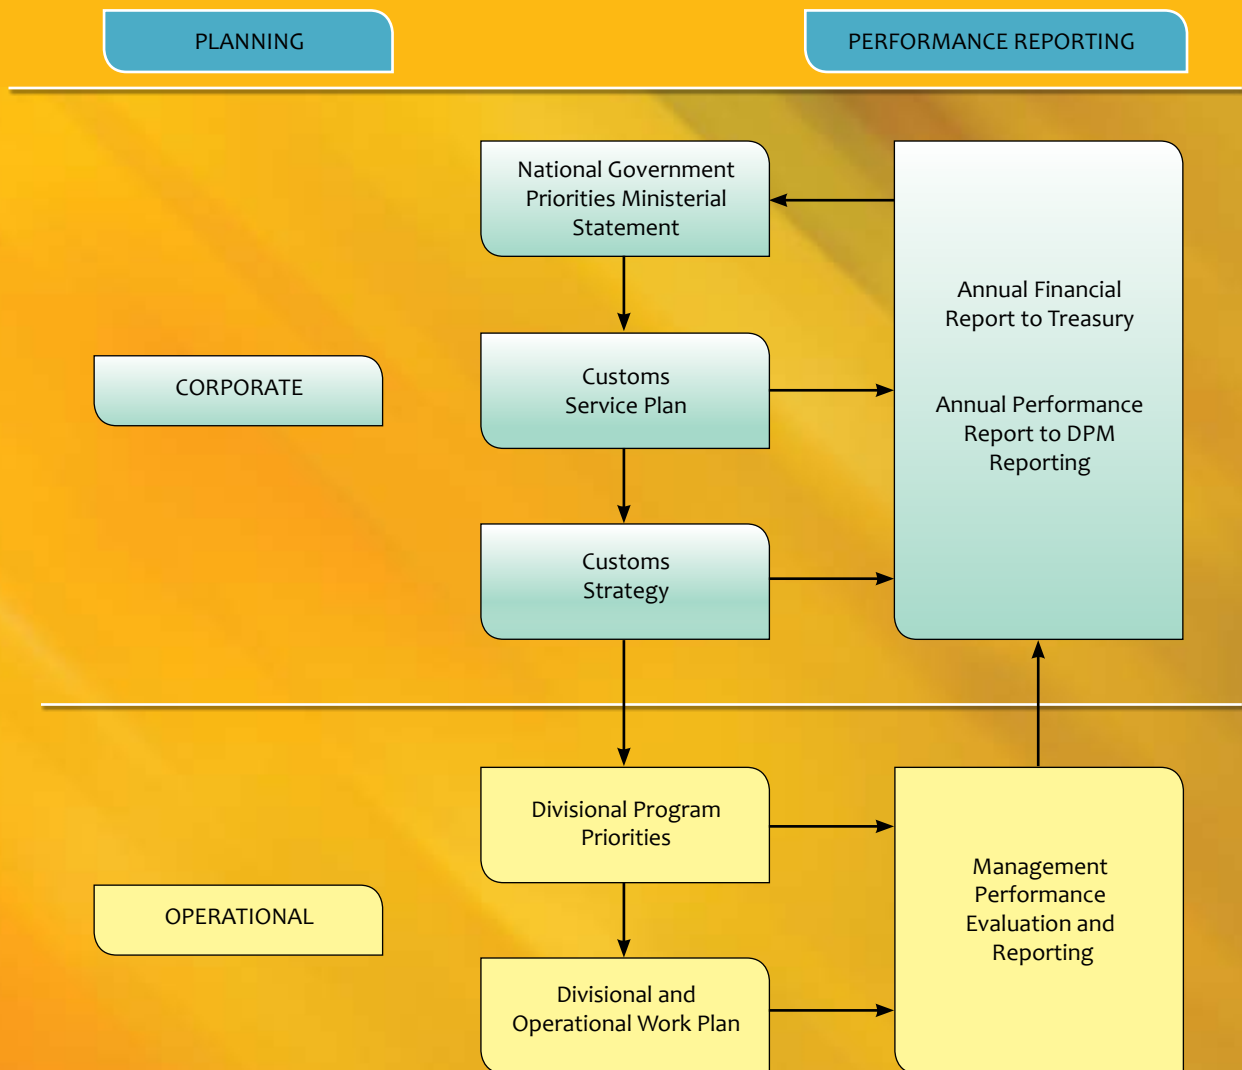 PLANNING
PERFORMANCE REPORTING
National Government
Priorities Ministerial
Statement
Annual Financial
Report to Treasury
Annual Performance
Report to DPM
Reporting
CORPORATE
Customs
Service Plan
Customs
Strategy
Divisional Program
Priorities
Management
Performance
Evaluation and
Reporting
OPERATIONAL
Divisional and
Operational Work Plan